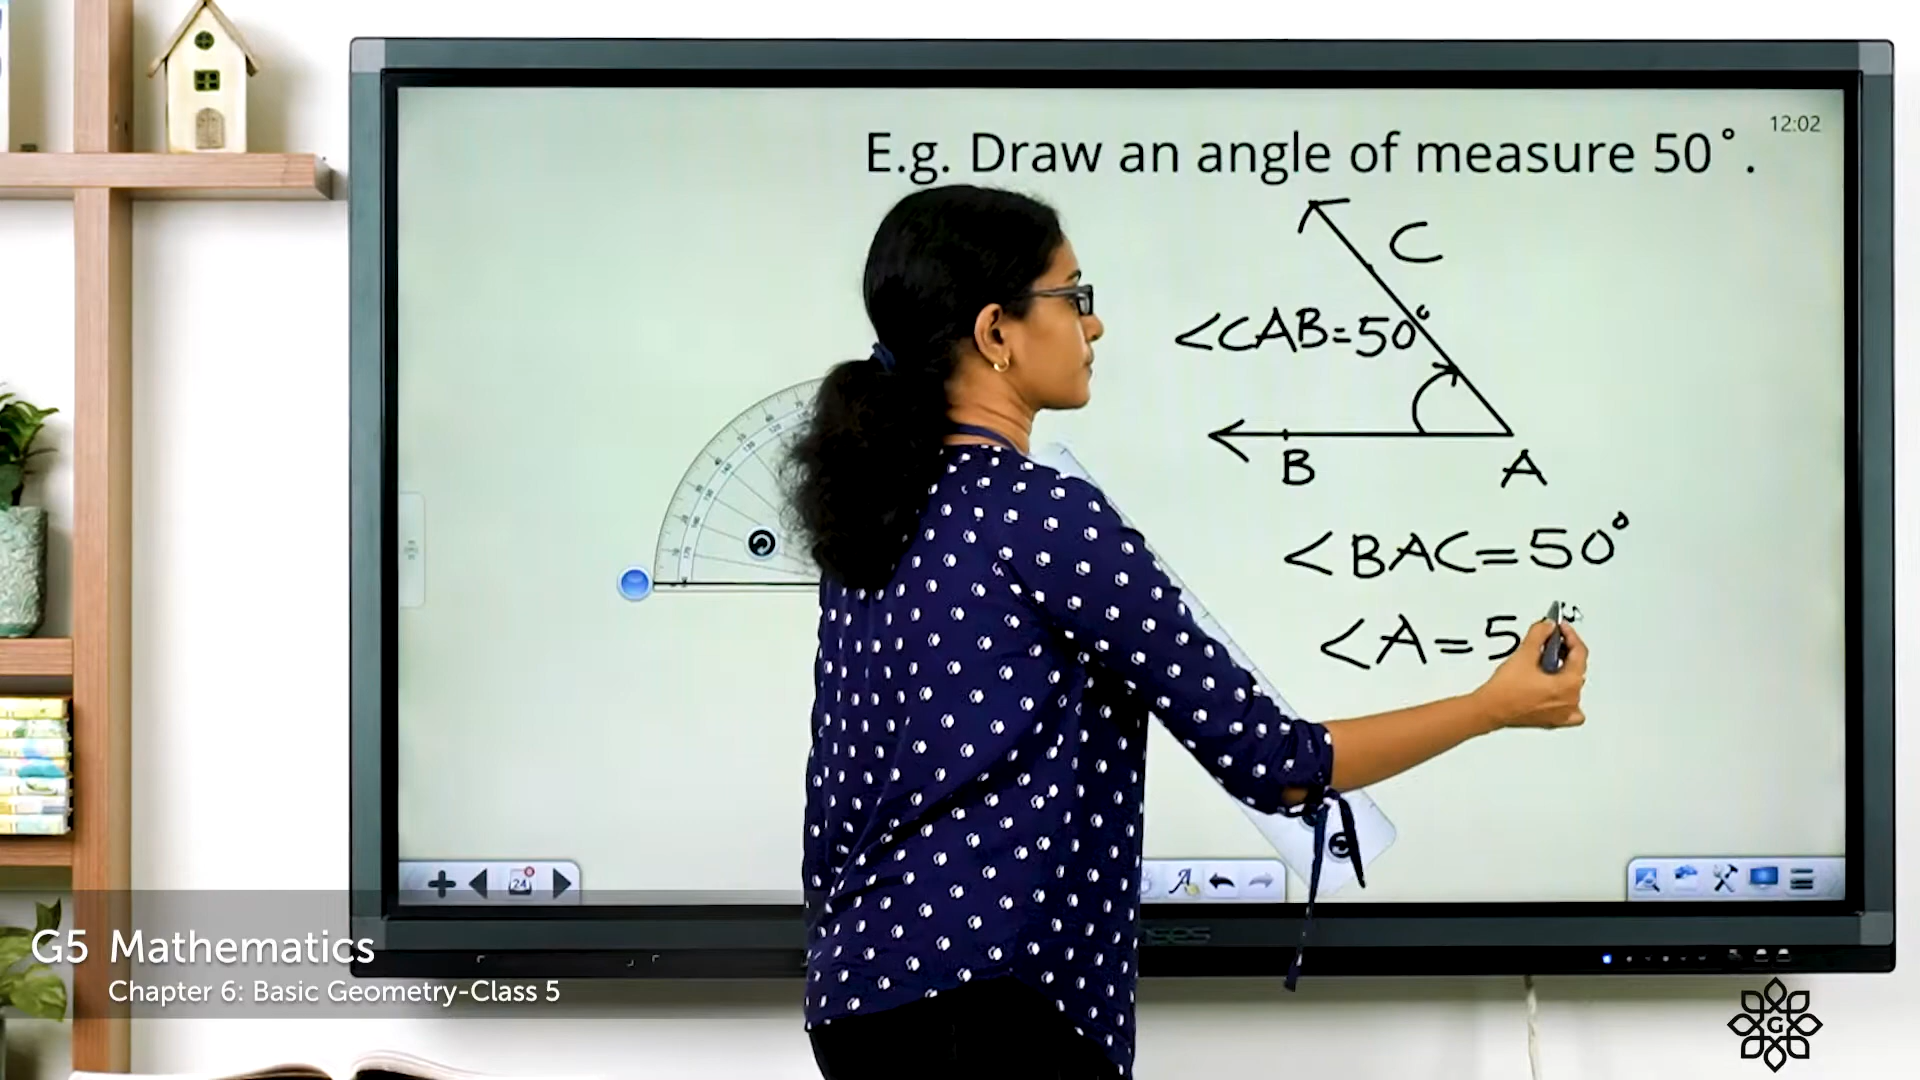 12:02
E.g. Draw an angle of measure 50°.
C
<CAB=50°
B
A
<BAC=50°
<A=5
24
G5 Mathematics
Chapter 6: Basic Geometry-Class 5
G